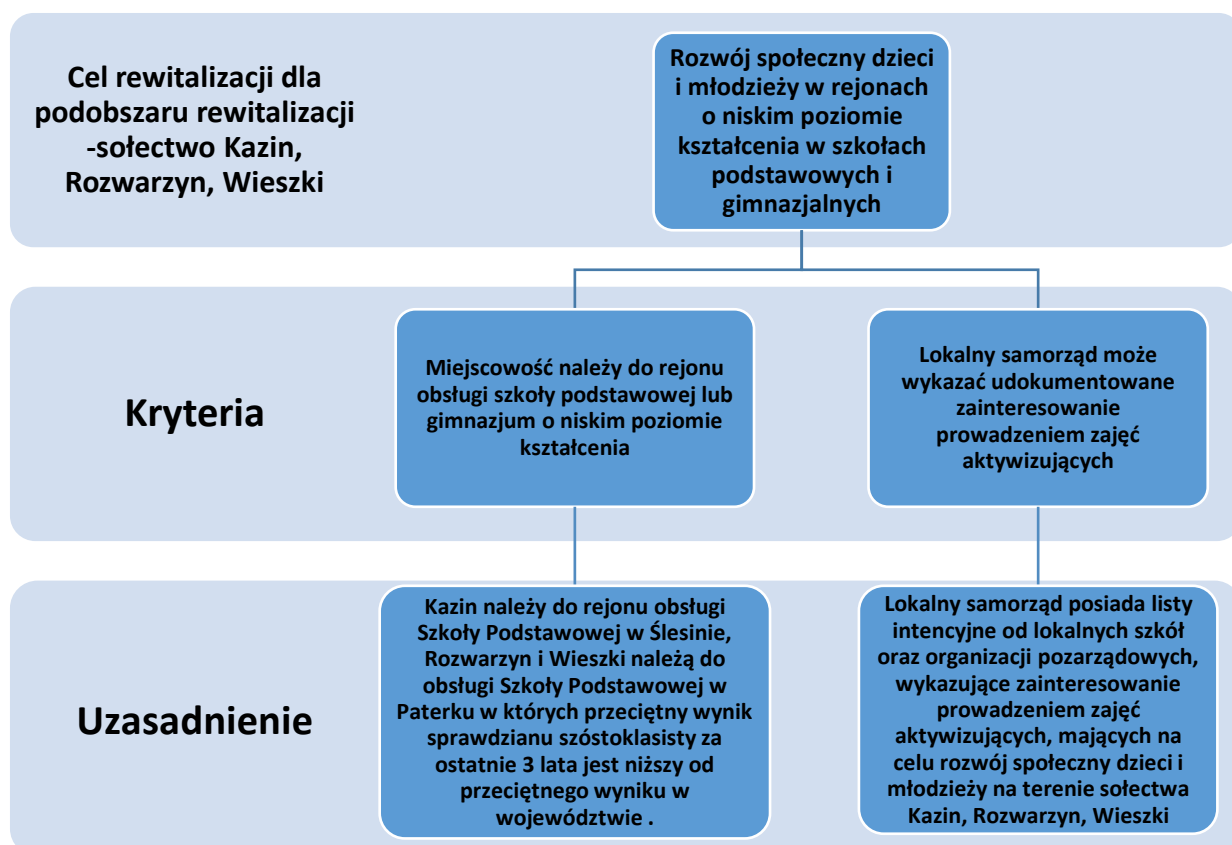 Cel rewitalizacji dla
podobszaru rewitalizacji
-sołectwo Kazin,
Rozwarzyn, Wieszki
Rozwój społeczny dzieci
i młodzieży w rejonach
o niskim poziomie
kształcenia w szkołach
podstawowych i
gimnazjalnych
Kryteria
Miejscowość należy do rejonu
obsługi szkoły podstawowej lub
gimnazjum o niskim poziomie
kształcenia
Lokalny samorząd może
wykazać udokumentowane
zainteresowanie
prowadzeniem zajęć
aktywizujących
Uzasadnienie
Kazin należy do rejonu obsługi
Szkoły Podstawowej w Ślesinie,
Rozwarzyn i Wieszki należą do
obsługi Szkoły Podstawowej w
Paterku w których przeciętny wynik
sprawdzianu szóstoklasisty za
ostatnie 3 lata jest niższy od
przeciętnego wyniku w
województwie .
Lokalny samorząd posiada listy
intencyjne od lokalnych szkół
oraz organizacji pozarządowych,
wykazujące zainteresowanie
prowadzeniem zajęć
aktywizujących, mających na
celu rozwój społeczny dzieci i
młodzieży na terenie sołectwa
Kazin, Rozwarzyn, Wieszki